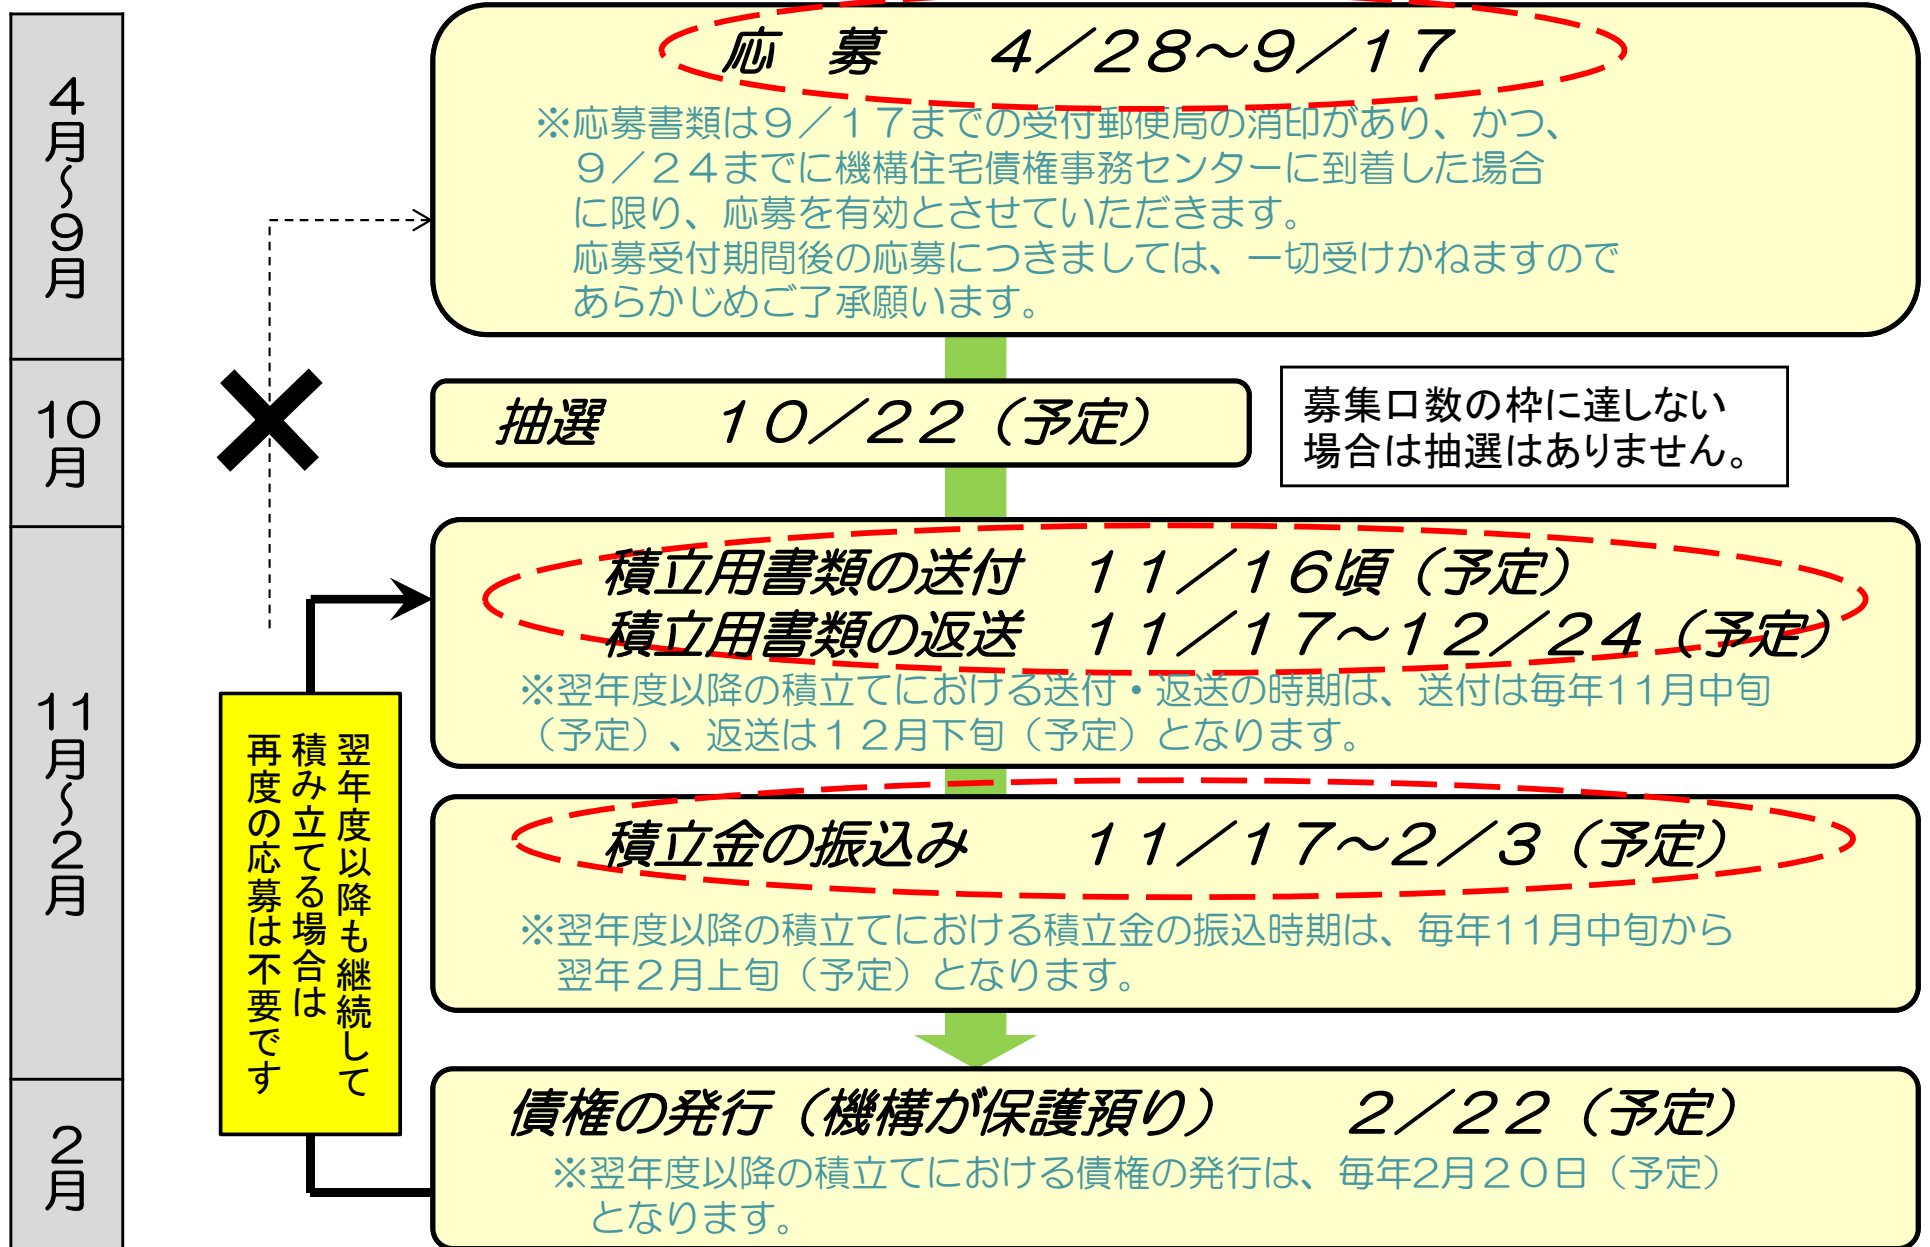 4月～9月
応　募　　4／28～9／17
※応募書類は9／17までの受付郵便局の消印があり、かつ、
9／24までに機構住宅債権事務センターに到着した場合
に限り、応募を有効とさせていただきます。
応募受付期間後の応募につきましては、一切受けかねますので
あらかじめご了承願います。
10月
抽選　　10／22（予定）
募集口数の枠に達しない
場合は抽選はありません。
11月～2月
積立用書類の送付　11／16頃（予定）
積立用書類の返送　11／17～12／24（予定）
※翌年度以降の積立てにおける送付・返送の時期は、送付は毎年11月中旬
（予定）、返送は12月下旬（予定）となります。
積立金の振込み　　11／17～2／3（予定）
※翌年度以降の積立てにおける積立金の振込時期は、毎年11月中旬から
翌年2月上旬（予定）となります。
翌年度以降も継続して
積み立てる場合は
再度の応募は不要です
2月
債権の発行（機構が保護預り）　　2／22（予定）
※翌年度以降の積立てにおける債権の発行は、毎年2月20日（予定）
となります。